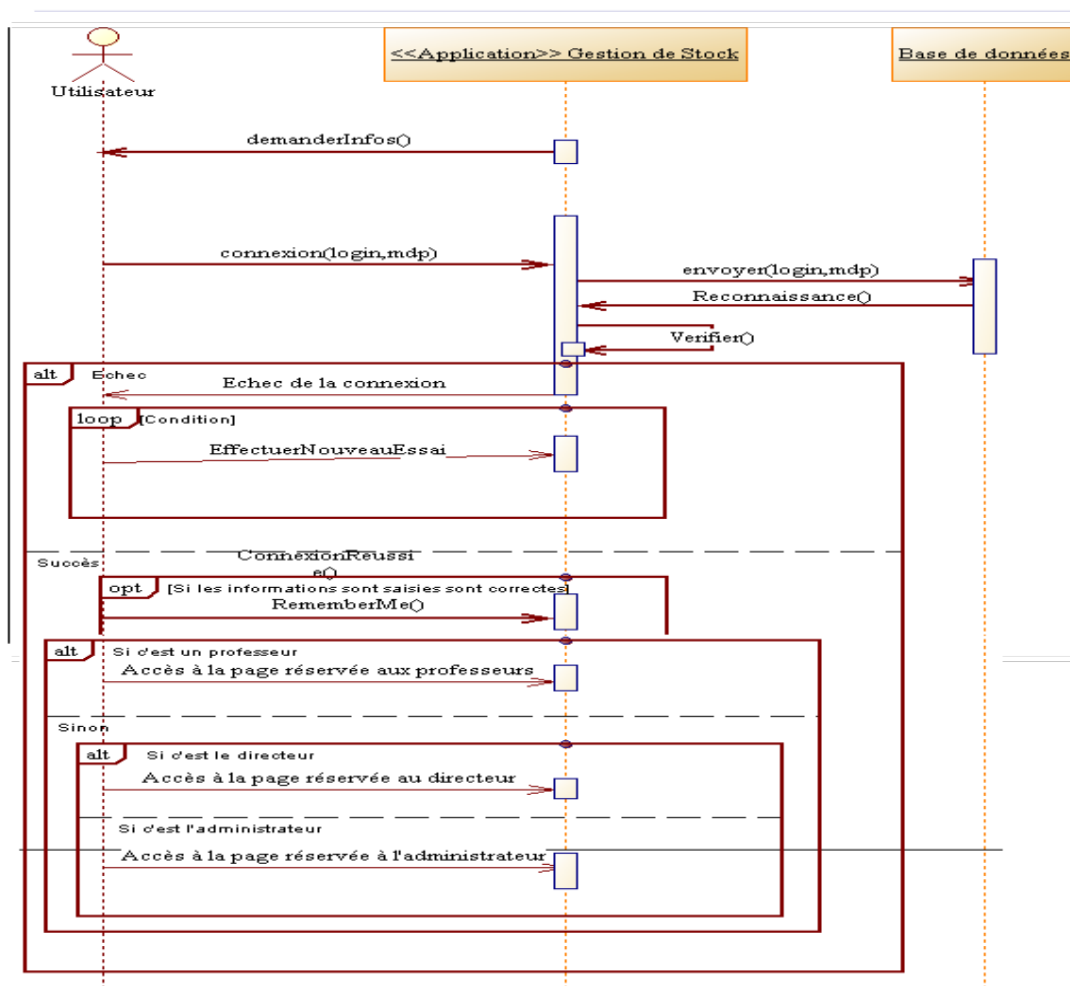 Utilisateur
<<Application>> Gestion de Stock
Base de données
demanderInfos()
connexion(login,mdp)
envoyer(login,mdp)
Reconnaissance()
Verifier()
alt
Echec
Echec de la connexion
loop
[Condition]
EffectuerNouveauEssai
Succès
ConnexionReussi
e()
opt
[Si les informations sont saisies sont correctes]
RememberMe()
alt
Si c'est un professeur
Accès à la page réservée aux professeurs
Sinon
alt
Si c'est le directeur
Accès à la page réservée au directeur
Si c'est l'administrateur
Accès à la page réservée à l'administrateur